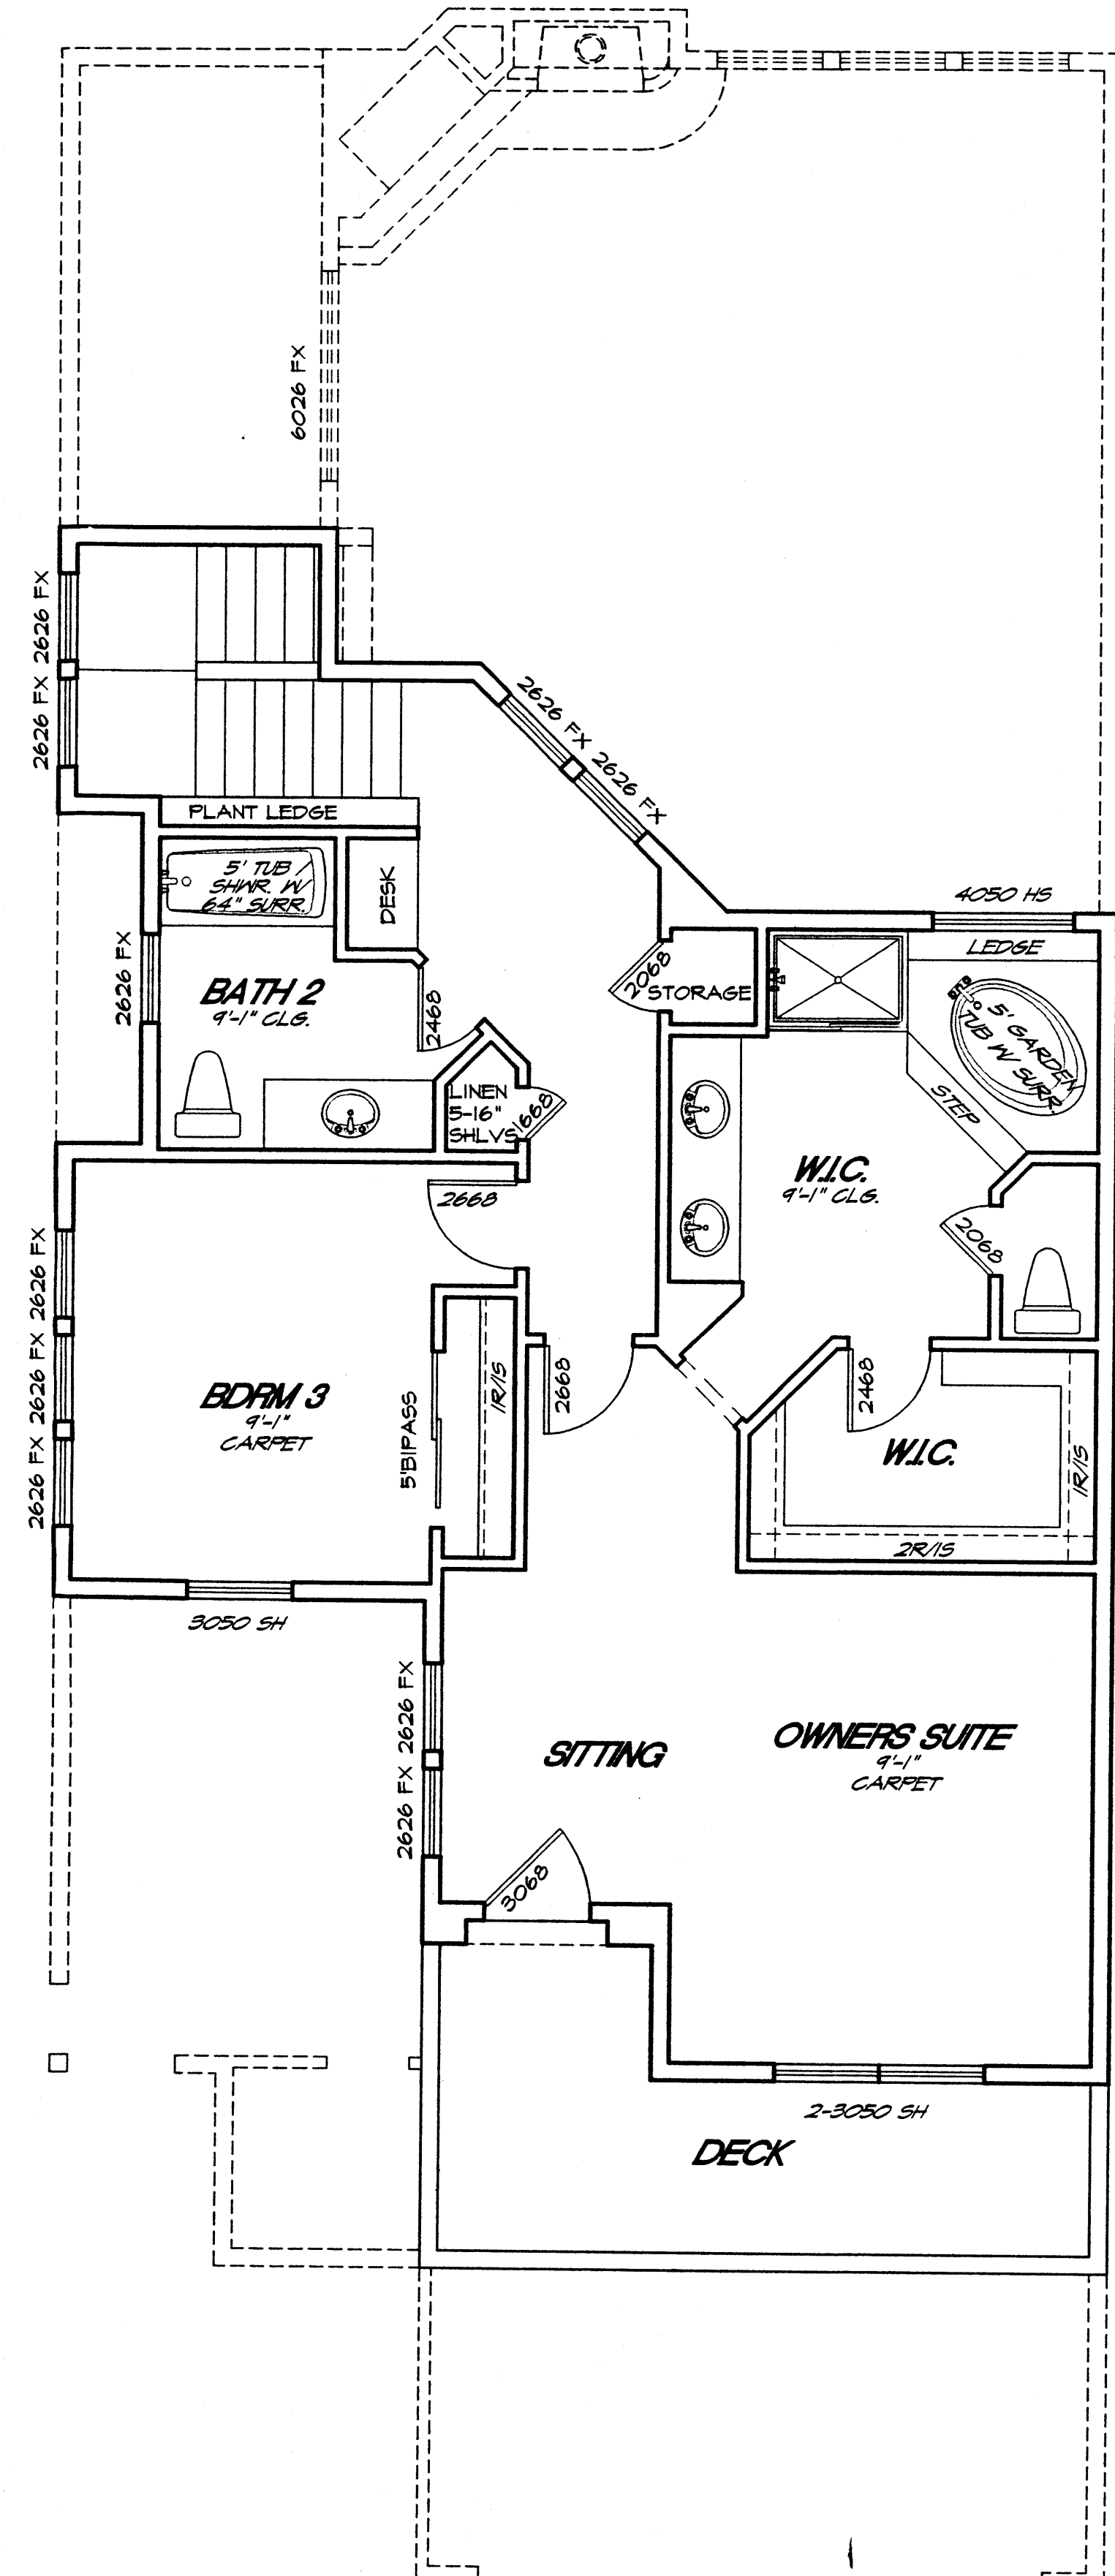 6026 FX
2626 FX 2626 FX
2626 FX 2626 FX
PLANT LEDGE
5' TUB /
SHWR. W/
64" SURR.
DESK
4050 HS
LEDGE
2626 FX
BATH 2
9'-1" CLG.
2468
2068
STORAGE
5' GARDEN
TUB W/ SURR.
STEP
LINEN
5-16"
SHLVS
1668
W.I.C.
9'-1" CLG.
2668
2068
2626 FX 2626 FX 2626 FX
BDRM 3
9'-1"
CARPET
5'BIPASS
1R/1S
2668
2468
W.I.C.
1R/1S
2R/1S
3050 SH
2626 FX 2626 FX
SITTING
OWNERS SUITE
9'-1"
CARPET
3068
2-3050 SH
DECK